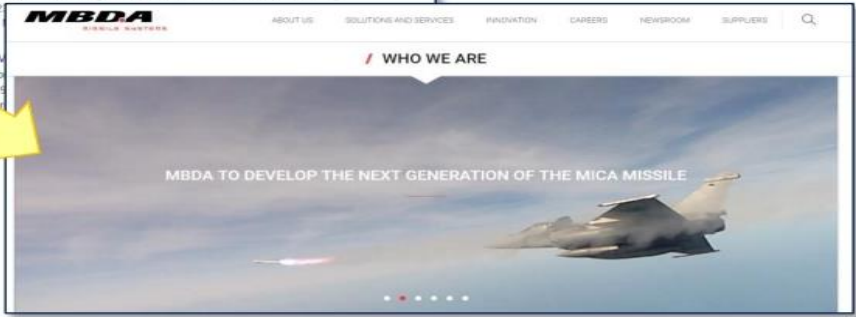 MBDA
MISSILE SYSTEMS
ABOUT US SOLUTIONS AND SERVICES INNOVATION CAREERS NEWSROOM SUPPLIERS
/ WHO WE ARE
MBDA TO DEVELOP THE NEXT GENERATION OF THE MICA MISSILE